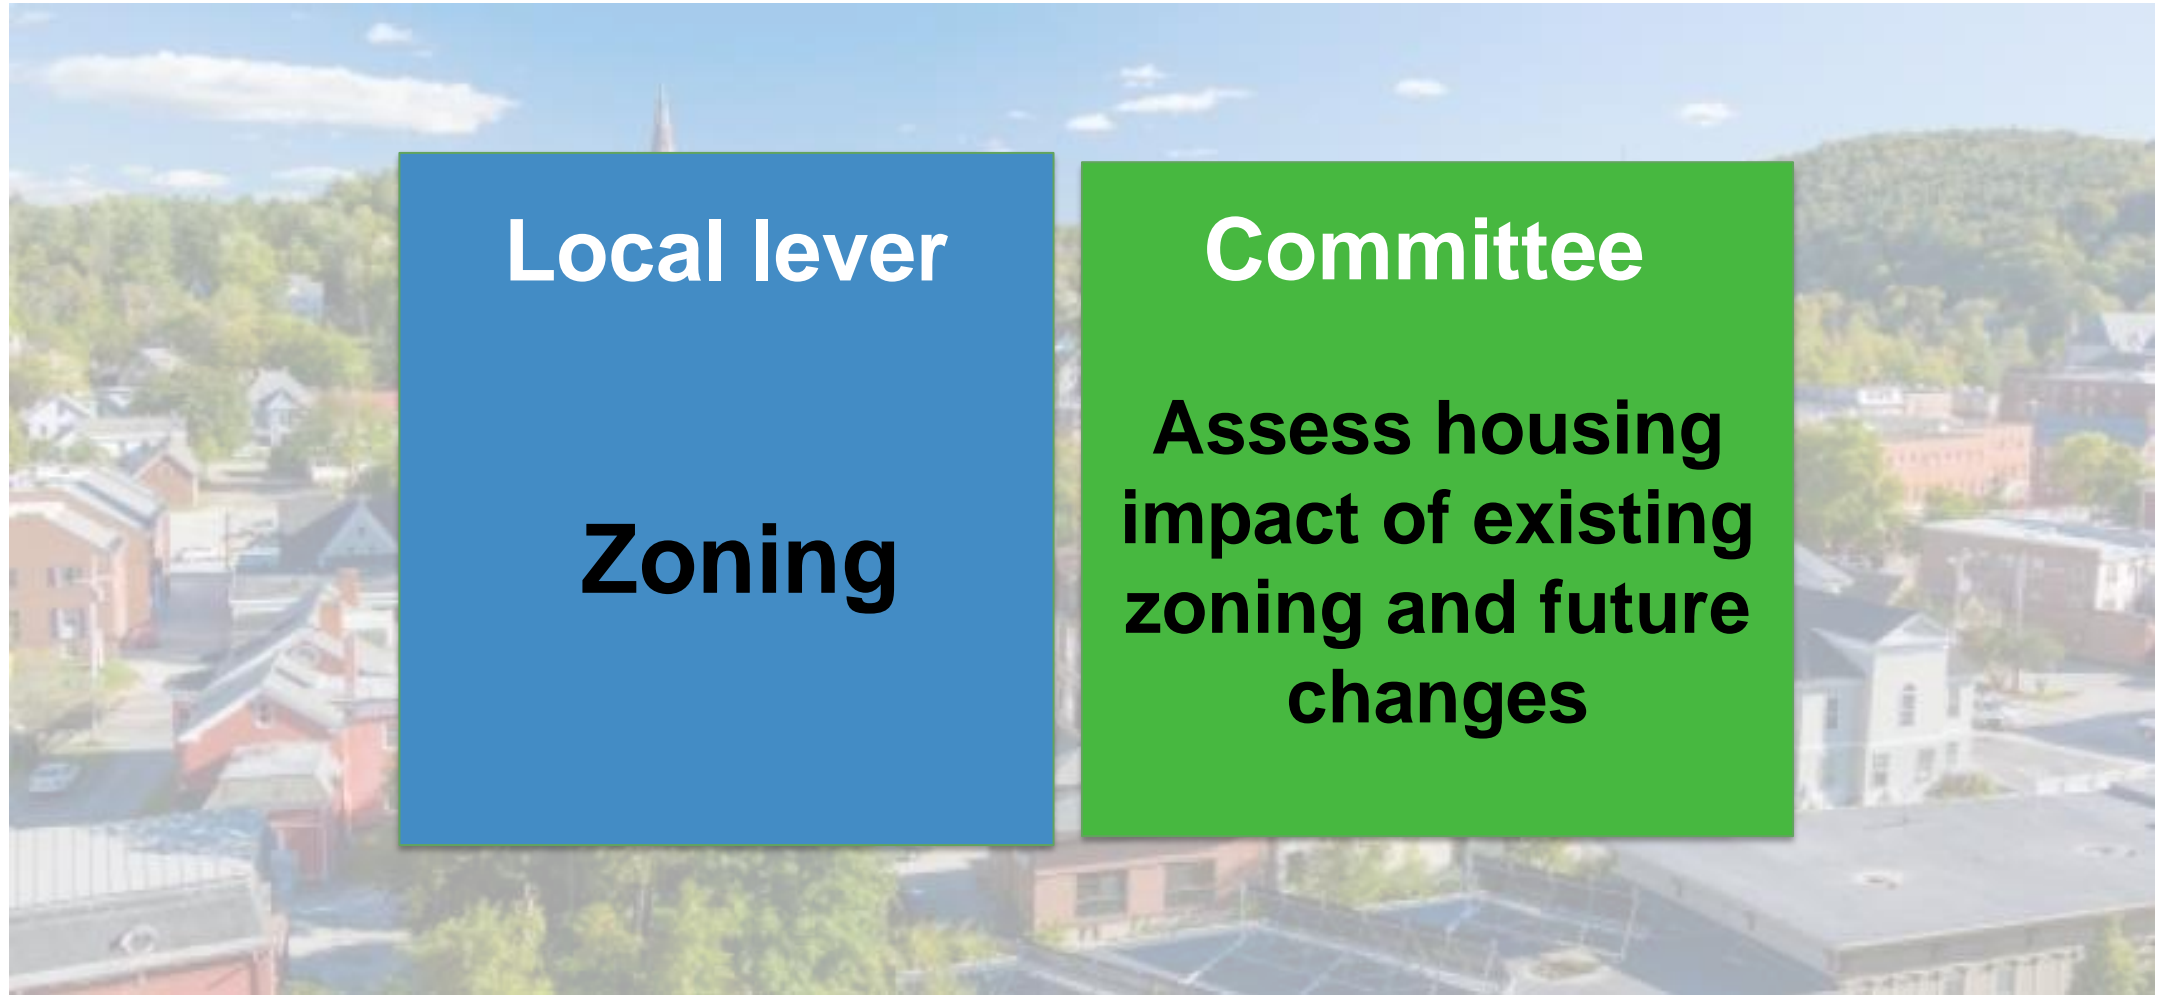 Local lever
Zoning
Committee
Assess housing
impact of existing
zoning and future
changes